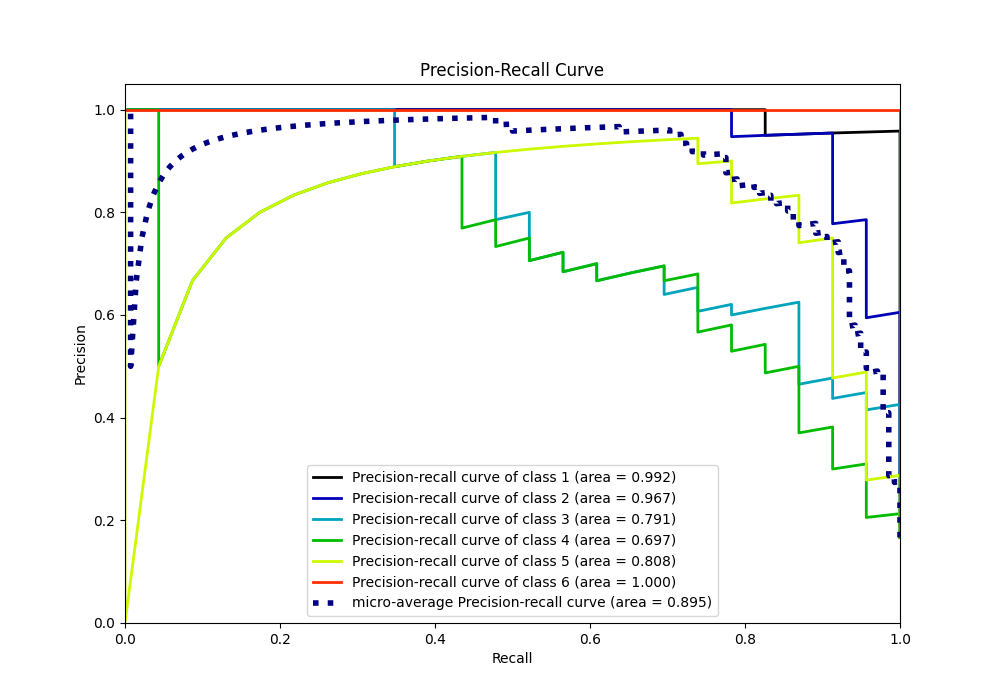 Precision-Recall Curve
1.0
0.8
0.6
0.4
0.2
0.0
Precision
Precision-recall curve of class 1 (area = 0.992)
Precision-recall curve of class 2 (area = 0.967)
Precision-recall curve of class 3 (area = 0.791)
Precision-recall curve of class 4 (area = 0.697)
Precision-recall curve of class 5 (area = 0.808)
Precision-recall curve of class 6 (area = 1.000)
micro-average Precision-recall curve (area = 0.895)
0.0 0.2 0.4 0.6 0.8 1.0
Recall